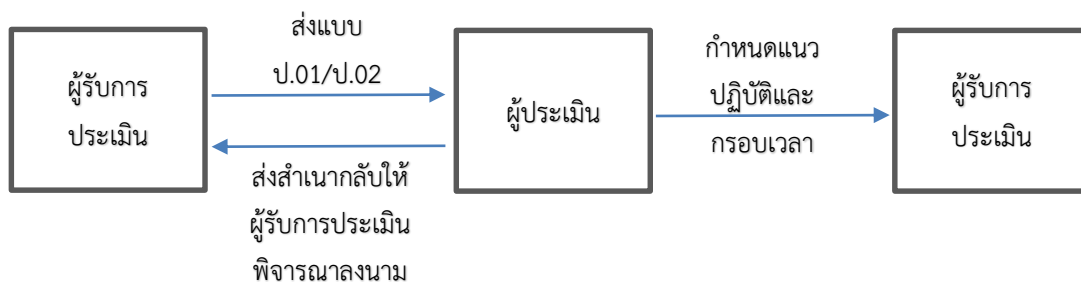 ผู้รับการ
ประเมิน
ส่งแบบ
ป.01/ป.02
ส่งสำเนากลับให้
ผู้รับการประเมิน
พิจารณาลงนาม
ผู้ประเมิน
กำหนดแนว
ปฏิบัติและ
กรอบเวลา
ผู้รับการ
ประเมิน